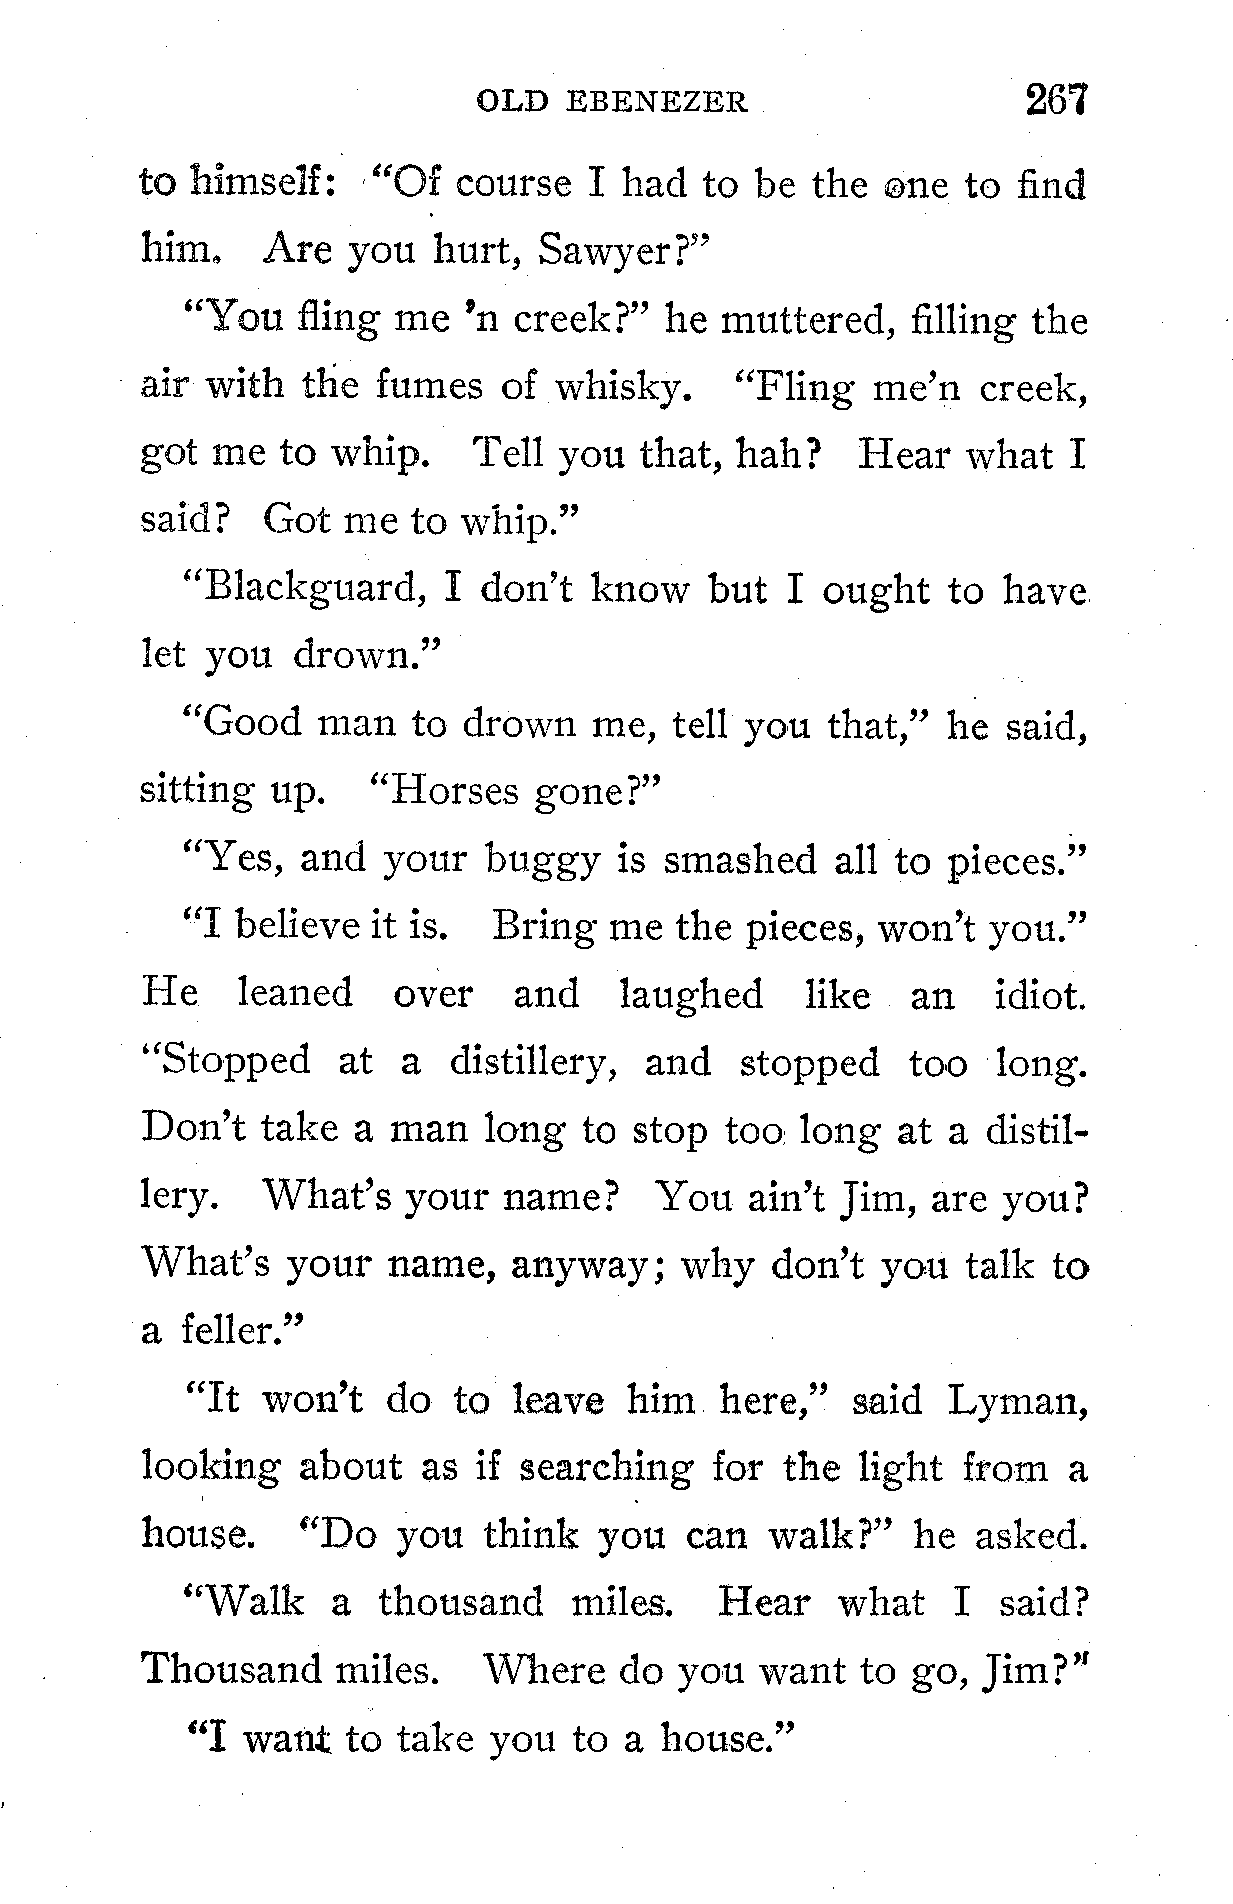 OLD EBENEZER 267
to himself: “Of course I had to be the one to find
him. Are you hurt, Sawyer?”
“You fling me ’n creek?” he muttered, filling the
air with the fumes of whisky. “Fling me’n creek,
got me to whip. Tell you that, hah? Hear what I
said? Got me to whip.”
“Blackguard, I don’t know but I ought to have
let you drown.”
“Good man to drown me, tell you that,” he said,
sitting up. “Horses gone?”
“Yes, and your buggy is smashed all to pieces.”
“I believe it is. Bring me the pieces, won’t you.”
He leaned over and laughed like an idiot.
“Stopped at a distillery, and stopped too long.
Don’t take a man long to stop too long at a distil-
lery. What’s your name? You ain’t Jim, are you?
What’s your name, anyway; why don’t you talk to
a feller.”
“It won’t do to leave him here,” said Lyman,
looking about as if searching for the light from a
house. “Do you think you can walk?” he asked.
“Walk a thousand miles. Hear what I said?
Thousand miles. Where do you want to go, Jim?”
“I want to take you to a house.”